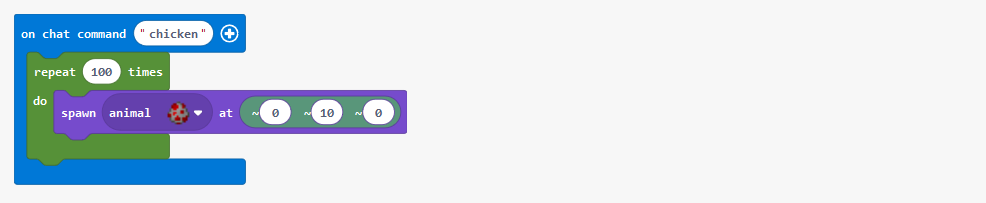 on chat command "chicken"
repeat 100 times
do
spawn animal at ~0 ~10 ~0